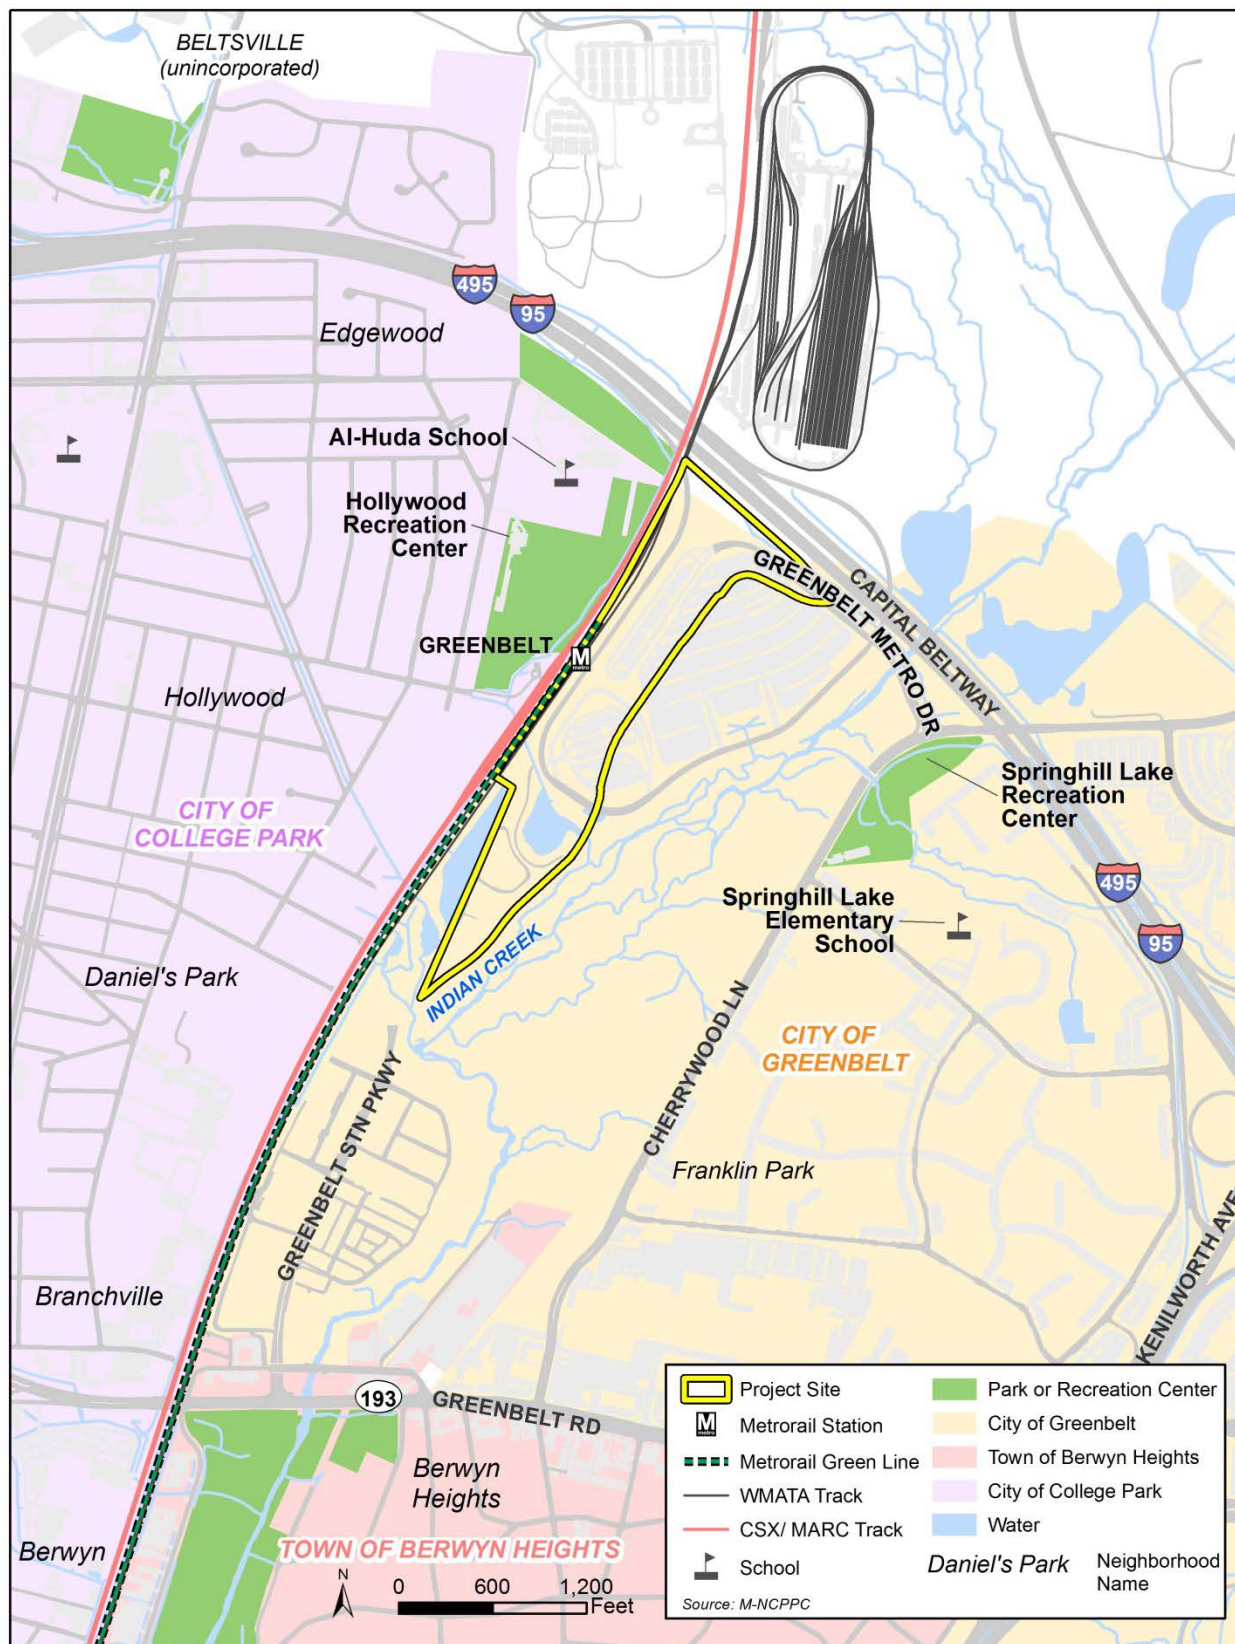 BELTSVILLE
(unincorporated)
495
95
Edgewood
Al-Huda School
Hollywood
Recreation
Center
GREENBELT
M
metro
GREENBELT METRO DR
CAPITAL BELTWAY
Hollywood
CITY OF
COLLEGE PARK
Springhill Lake
Recreation
Center
495
95
Springhill Lake
Elementary
School
INDIAN CREEK
Daniel's Park
CITY OF
GREENBELT
CHERRYWOOD LN
GREENBELT STN PKWY
Franklin Park
KENILWORTH AVE
Branchville
193
GREENBELT RD
Berwyn
Heights
TOWN OF BERWYN HEIGHTS
Berwyn
N
0 600 1,200
Feet
Project Site
M
metro
Metrorail Station
Metrorail Green Line
WMATA Track
CSX/ MARC Track
School
Source: M-NCPPC
Park or Recreation Center
City of Greenbelt
Town of Berwyn Heights
City of College Park
Water
Daniel's Park
Neighborhood
Name